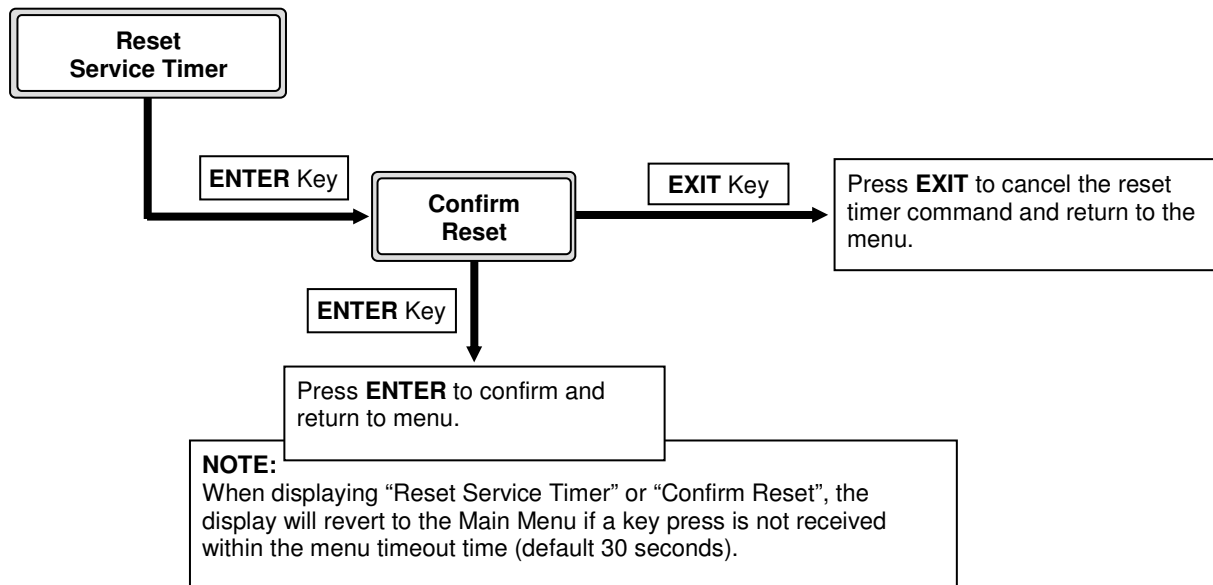 Reset
Service Timer
ENTER Key
Confirm
Reset
EXIT Key
Press EXIT to cancel the reset
timer command and return to the
menu.
ENTER Key
Press ENTER to confirm and
return to menu.
NOTE:
When displaying “Reset Service Timer” or “Confirm Reset”, the
display will revert to the Main Menu if a key press is not received
within the menu timeout time (default 30 seconds).